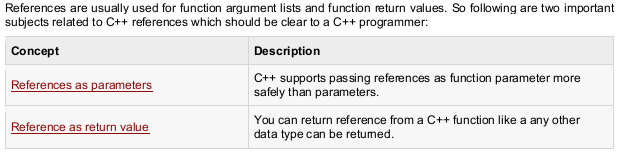 References are usually used for function argument lists and function return values. So following are two important
subjects related to C++ references which should be clear to a C++ programmer:
Concept Description
References as parameters C++ supports passing references as function parameter more
safely than parameters.
Reference as return value You can return reference from a C++ function like a any other
data type can be returned.